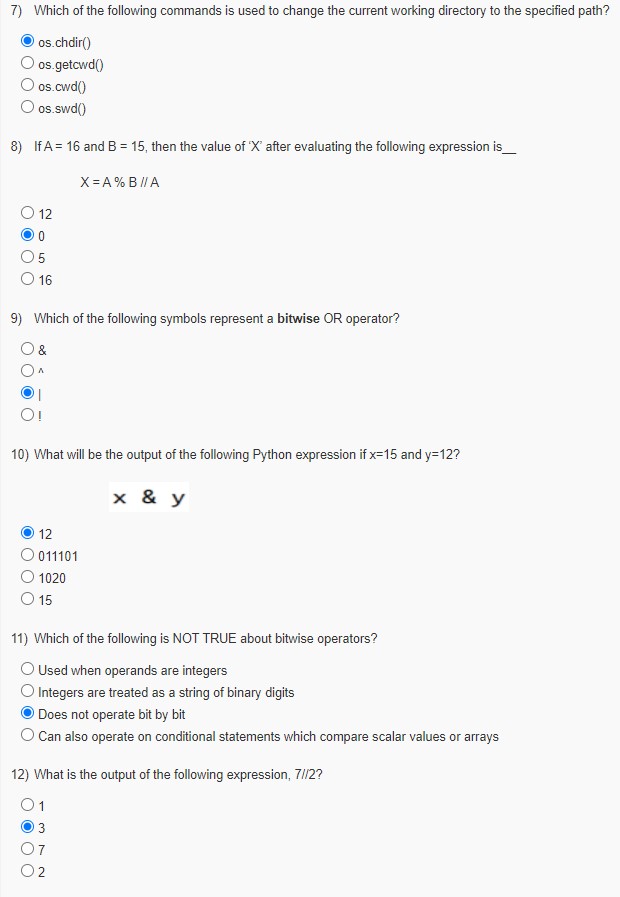 7) Which of the following commands is used to change the current working directory to the specified path?
os.chdir()
os.getcwd()
os.cwd()
os.swd()
8) If A = 16 and B = 15, then the value of ‘X’ after evaluating the following expression is__
X = A % B // A
12
0
5
16
9) Which of the following symbols represent a bitwise OR operator?
&
^
|
!
10) What will be the output of the following Python expression if x=15 and y=12?
x & y
12
011101
1020
15
11) Which of the following is NOT TRUE about bitwise operators?
Used when operands are integers
Integers are treated as a string of binary digits
Does not operate bit by bit
Can also operate on conditional statements which compare scalar values or arrays
12) What is the output of the following expression, 7//2?
1
3
7
2